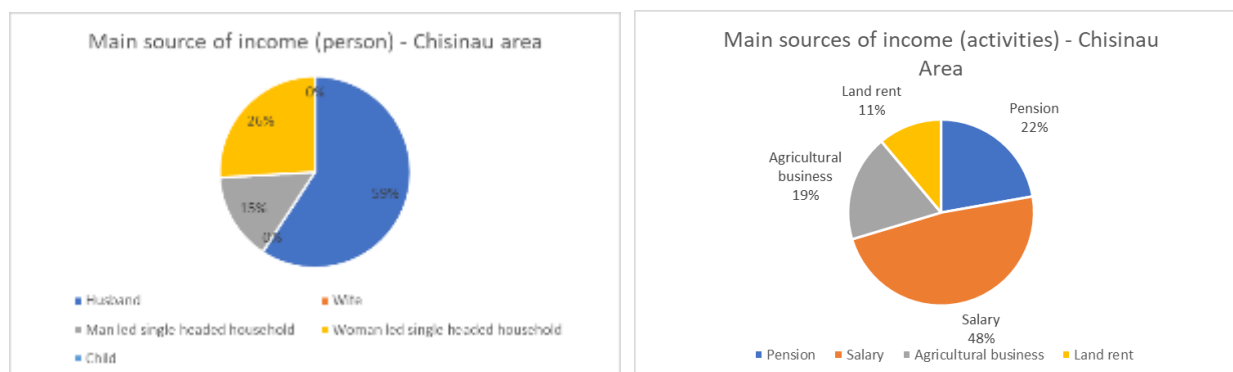 Main source of income (person) - Chisinau area
0%
26%
59%
15%
0%
Husband
Wife
Man led single headed household
Woman led single headed household
Child
Main sources of income (activities) - Chisinau
Area
Land rent
11%
Pension
22%
Agricultural
business
19%
Salary
48%
Pension
Salary
Agricultural business
Land rent